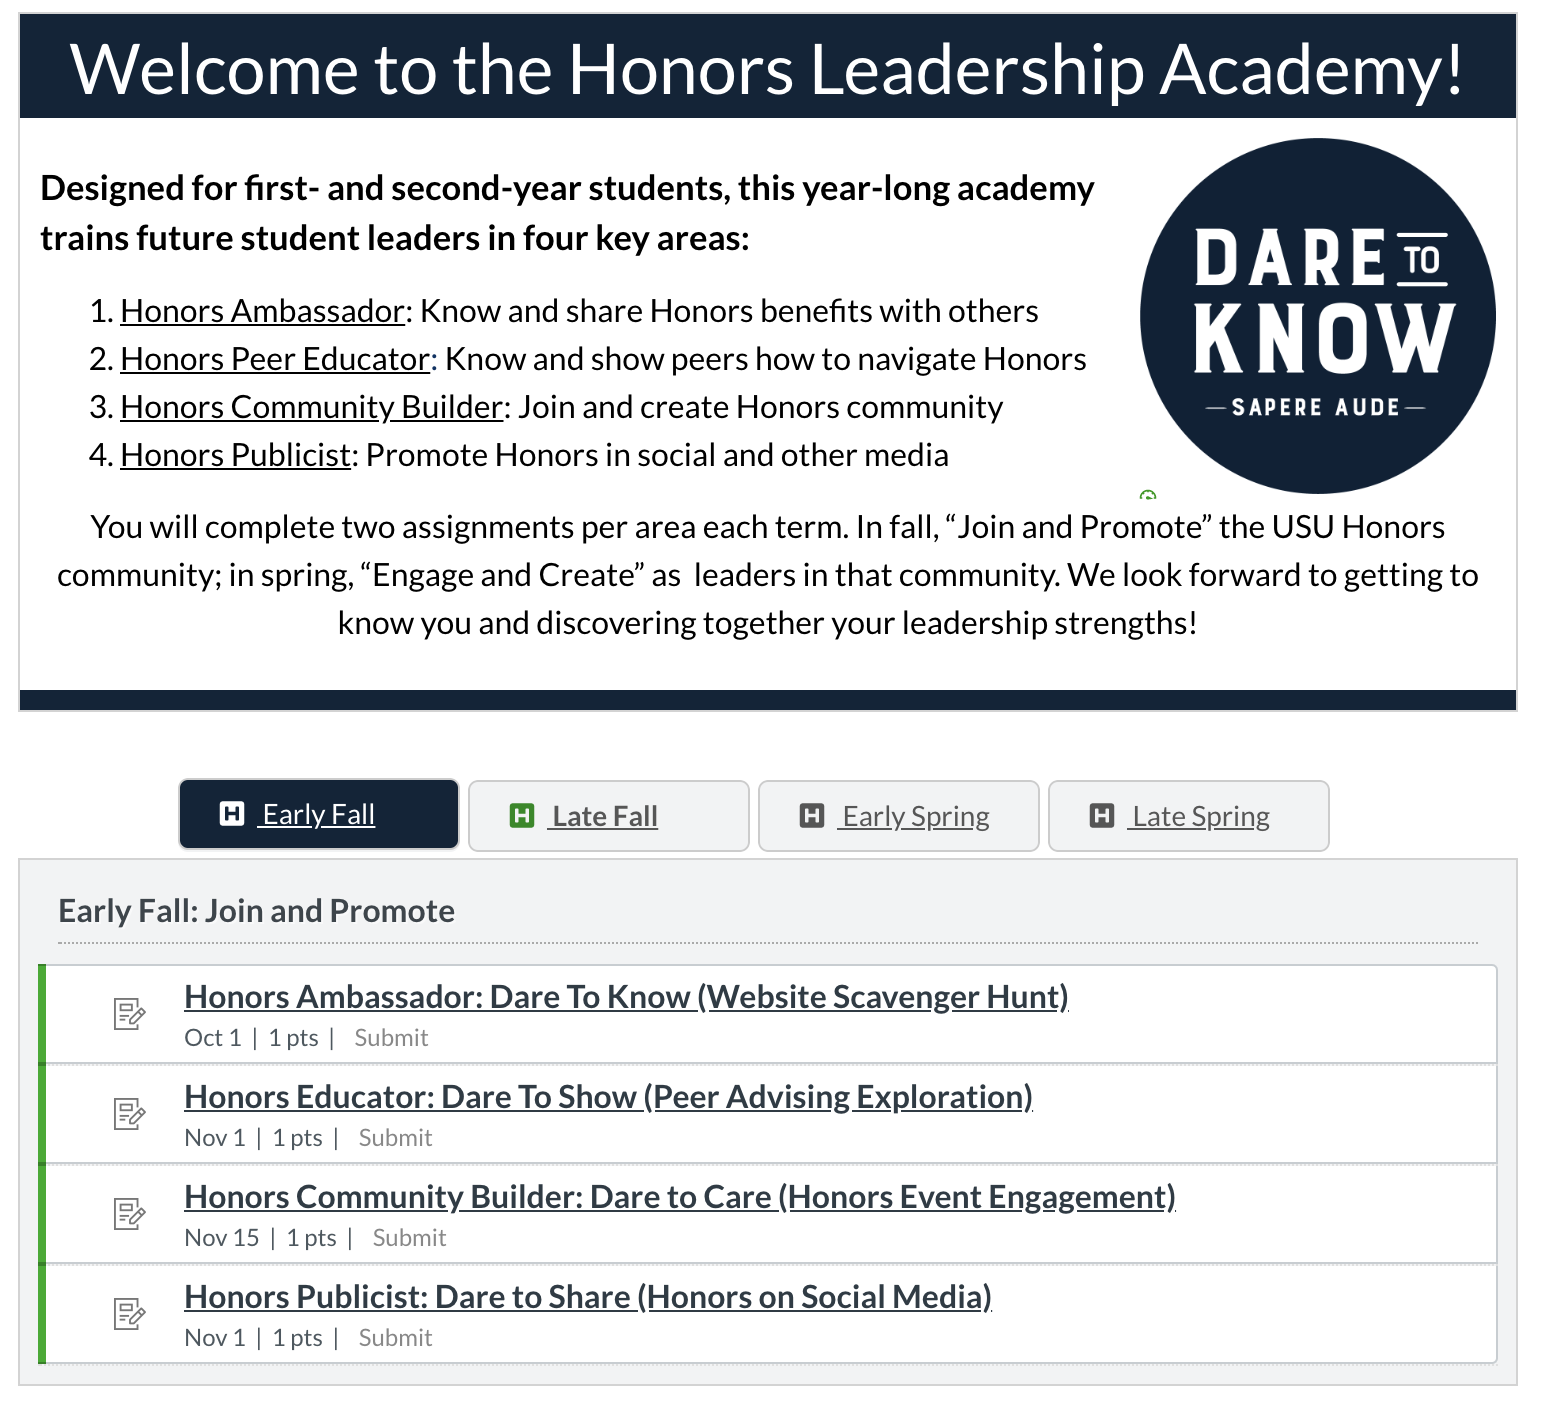 Welcome to the Honors Leadership Academy!
Designed for first- and second-year students, this year-long academy
trains future student leaders in four key areas:
1. Honors Ambassador: Know and share Honors benefits with others
2. Honors Peer Educator: Know and show peers how to navigate Honors
3. Honors Community Builder: Join and create Honors community
4. Honors Publicist: Promote Honors in social and other media
DARE TO
KNOW
SAPERE AUDE
You will complete two assignments per area each term. In fall, “Join and Promote” the USU Honors
community; in spring, “Engage and Create” as  leaders in that community. We look forward to getting to
know you and discovering together your leadership strengths!
H Early Fall
H Late Fall
H Early Spring
H Late Spring
Early Fall: Join and Promote
Honors Ambassador: Dare To Know (Website Scavenger Hunt)
Oct 1 | 1 pts | Submit
Honors Educator: Dare To Show (Peer Advising Exploration)
Nov 1 | 1 pts | Submit
Honors Community Builder: Dare to Care (Honors Event Engagement)
Nov 15 | 1 pts | Submit
Honors Publicist: Dare to Share (Honors on Social Media)
Nov 1 | 1 pts | Submit